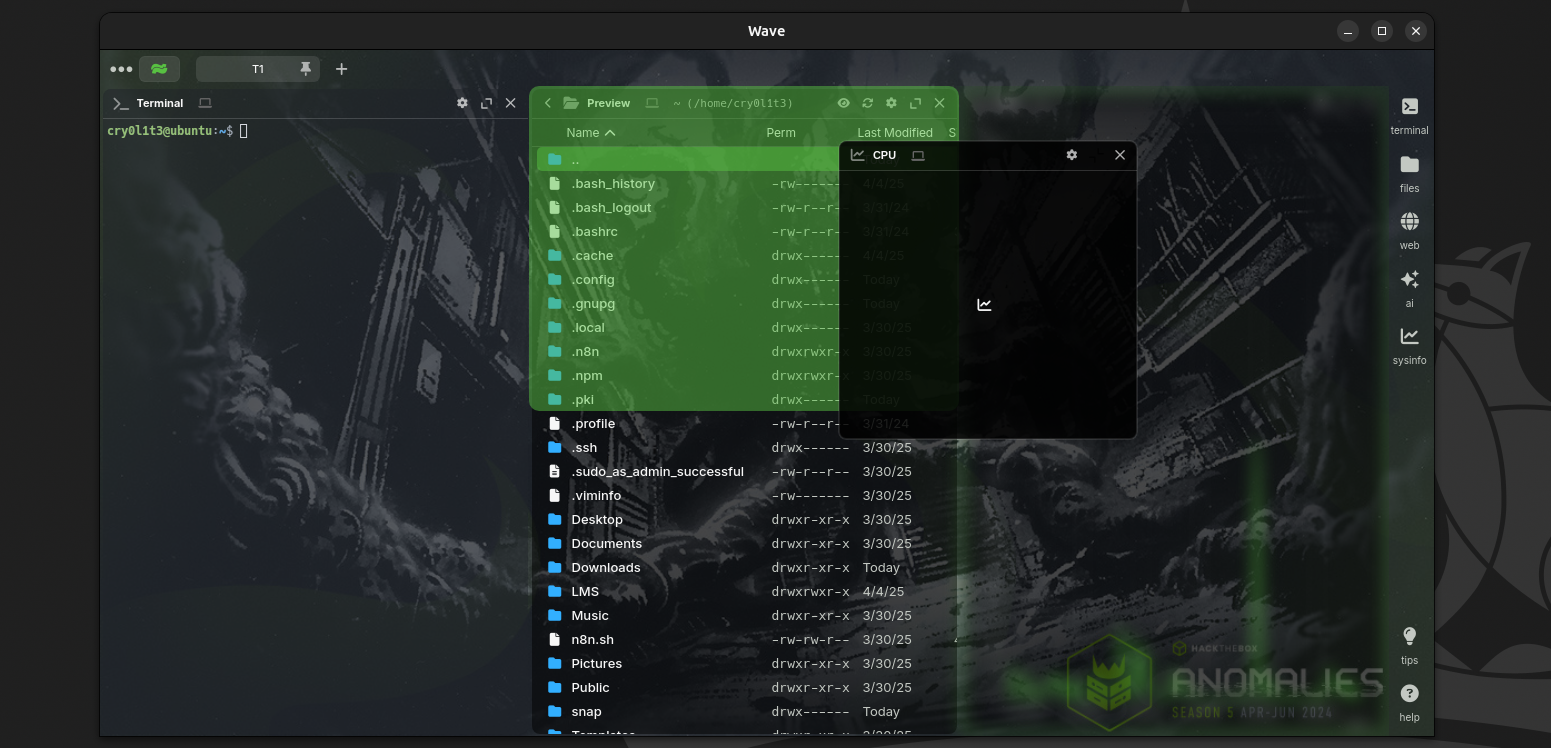 Wave
T1
Terminal
cry0l1t3@ubuntu:~$
Preview ~ (/home/cry0l1t3)
Name Perm Last Modified S
..
.bash_history -rw------- 4/4/25
.bash_logout -rw-r--r-- 3/31/24
.bashrc -rw-r--r-- 3/31/24
.cache drwx------ 4/4/25
.config drwx------ Today
.gnupg drwx------ Today
.local drwx------ 3/30/25
.n8n drwxrwxr-x 3/30/25
.npm drwxrwxr-x 3/30/25
.pki drwx------ Today
.profile -rw-r--r-- 3/31/24
.ssh drwx------ 3/30/25
.sudo_as_admin_successful -rw-r--r-- 3/30/25
.viminfo -rw------- 3/30/25
Desktop drwxr-xr-x 3/30/25
Documents drwxr-xr-x 3/30/25
Downloads drwxr-xr-x Today
LMS drwxrwxr-x 4/4/25
Music drwxr-xr-x 3/30/25
n8n.sh -rw-rw-r-- 3/30/25
Pictures drwxr-xr-x 3/30/25
Public drwxr-xr-x 3/30/25
snap drwx------ Today
CPU
terminal
files
web
ai
sysinfo
tips
help
HACKTHEBOX
ANOMALIES
SEASON 5 APR-JUN 2024